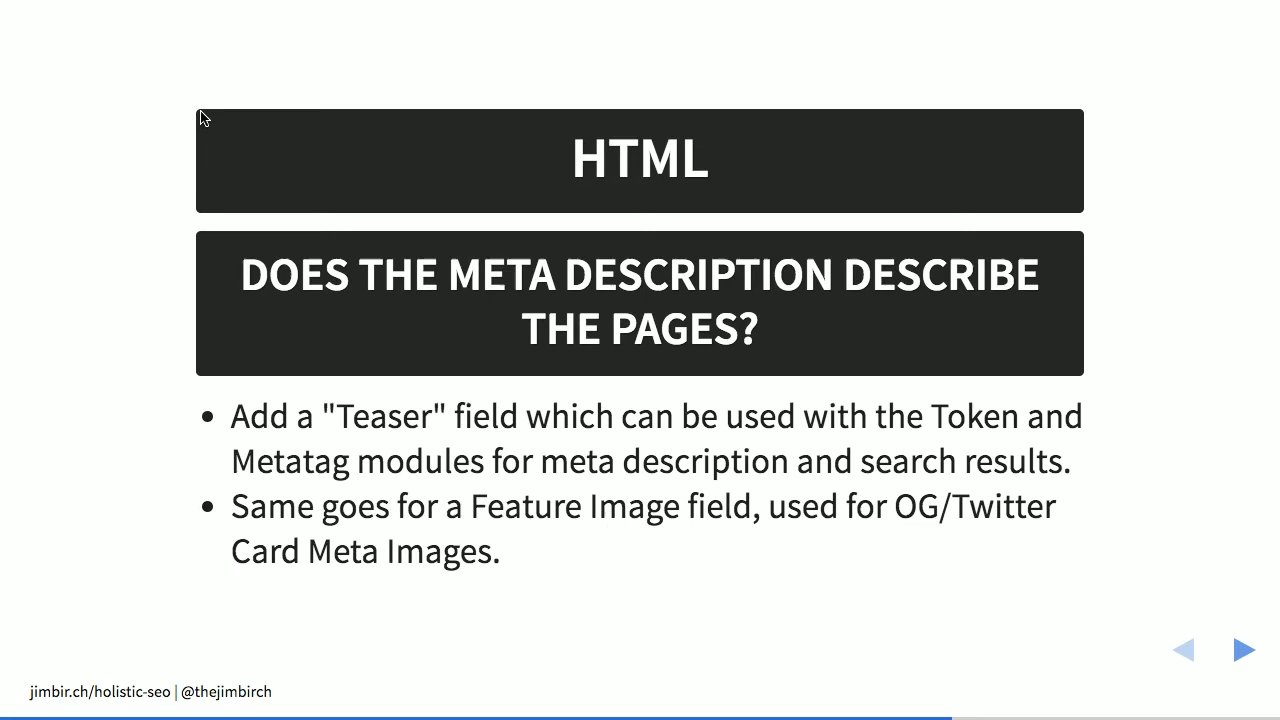 HTML
DOES THE META DESCRIPTION DESCRIBE
THE PAGES?
• Add a "Teaser" field which can be used with the Token and
Metatag modules for meta description and search results.
• Same goes for a Feature Image field, used for OG/Twitter
Card Meta Images.
jimbir.ch/holistic-seo | @thejimbirch